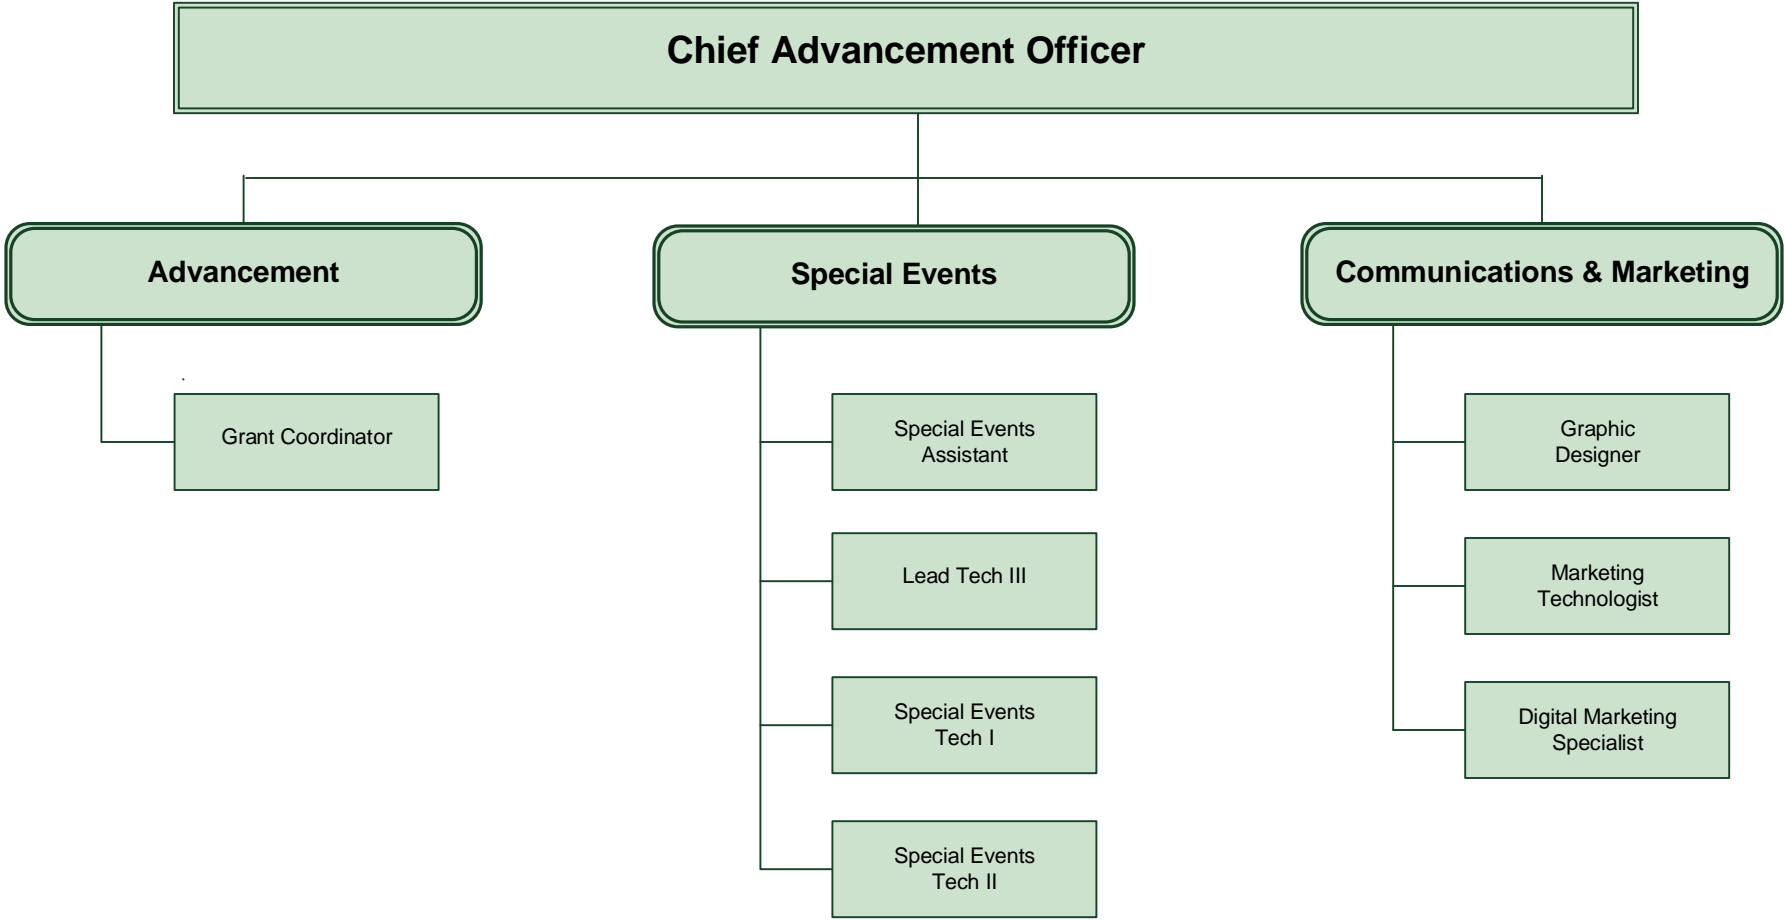 Chief Advancement Officer
Advancement
Special Events
Communications & Marketing
Grant Coordinator
Special Events
Assistant
Lead Tech III
Special Events
Tech I
Special Events
Tech II
Graphic
Designer
Marketing
Technologist
Digital Marketing
Specialist